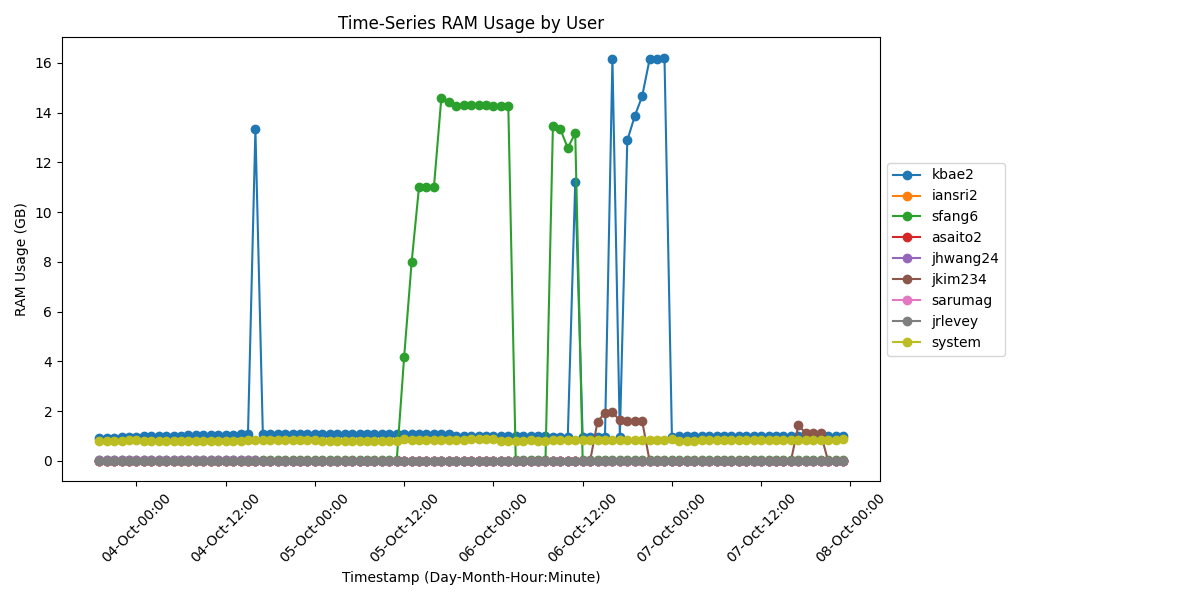 Time-Series RAM Usage by User
RAM Usage (GB)
16
14
12
10
8
6
4
2
0
04-Oct-00:00
04-Oct-12:00
05-Oct-00:00
05-Oct-12:00
06-Oct-00:00
06-Oct-12:00
07-Oct-00:00
07-Oct-12:00
08-Oct-00:00
Timestamp (Day-Month-Hour:Minute)
kbae2
iansri2
sfang6
asaito2
jhwang24
jkim234
sarumag
jrlevey
system